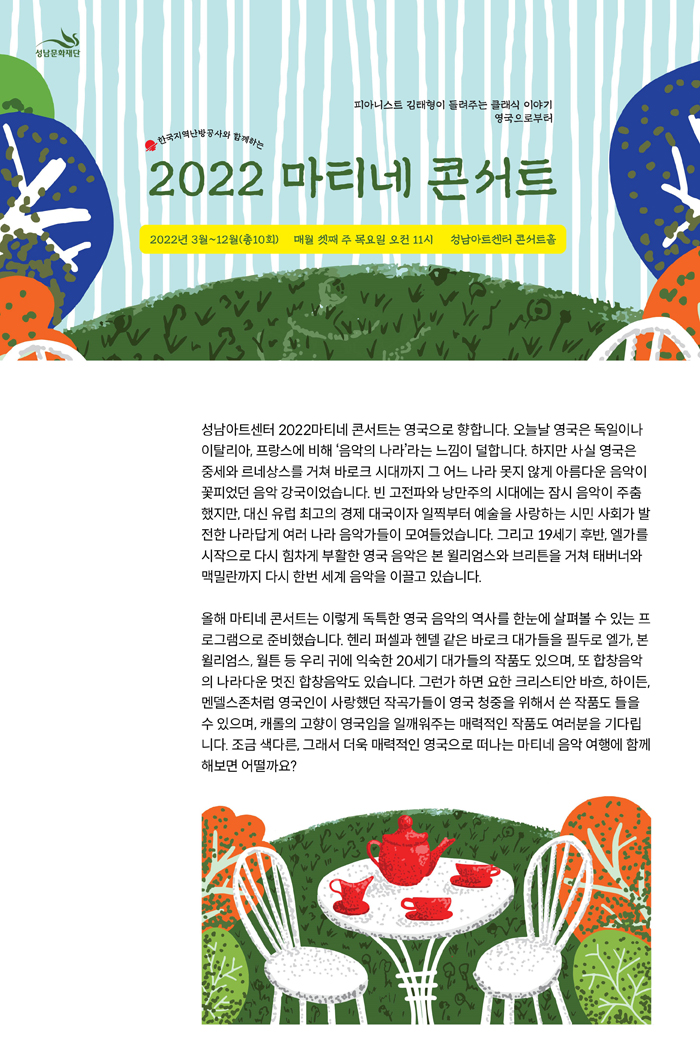 성남문화재단
피아니스트 김태형이 들려주는 클래식 이야기
영국으로부터
한국지역난방공사와 함께하는
2022 마티네 콘서트
2022년 3월~12월(총10회) 매월 셋째 주 목요일 오전 11시 성남아트센터 콘서트홀
성남아트센터 2022마티네 콘서트는 영국으로 향합니다. 오늘날 영국은 독일이나
이탈리아, 프랑스에 비해 ‘음악의 나라’라는 느낌이 덜합니다. 하지만 사실 영국은
중세와 르네상스를 거쳐 바로크 시대까지 그 어느 나라 못지 않게 아름다운 음악이
꽃피었던 음악 강국이었습니다. 빈 고전파와 낭만주의 시대에는 잠시 음악이 주춤
했지만, 대신 유럽 최고의 경제 대국이자 일찍부터 예술을 사랑하는 시민 사회가 발
전한 나라답게 여러 나라 음악가들이 모여들었습니다. 그리고 19세기 후반, 엘가를
시작으로 다시 힘차게 부활한 영국 음악은 본 윌리엄스와 브리튼을 거쳐 태버너와
맥밀란까지 다시 한번 세계 음악을 이끌고 있습니다.
올해 마티네 콘서트는 이렇게 독특한 영국 음악의 역사를 한눈에 살펴볼 수 있는 프
로그램으로 준비했습니다. 헨리 퍼셀과 헨델 같은 바로크 대가들을 필두로 엘가, 본
윌리엄스, 월튼 등 우리 귀에 익숙한 20세기 대가들의 작품도 있으며, 또 합창음악
의 나라다운 멋진 합창음악도 있습니다. 그런가 하면 요한 크리스티안 바흐, 하이든,
멘델스존처럼 영국인이 사랑했던 작곡가들이 영국 청중을 위해서 쓴 작품도 들을
수 있으며, 캐롤의 고향이 영국임을 일깨워주는 매력적인 작품도 여러분을 기다립
니다. 조금 색다른, 그래서 더욱 매력적인 영국으로 떠나는 마티네 음악 여행에 함께
해보면 어떨까요?